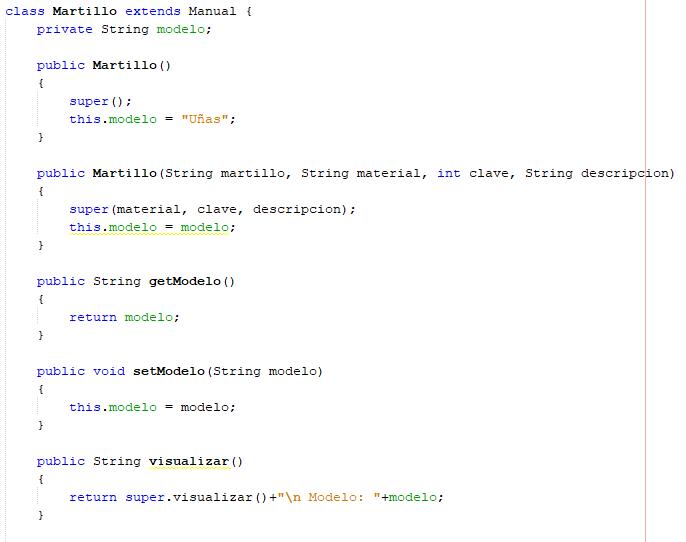 class Martillo extends Manual {
private String modelo;
public Martillo()
{
super();
this.modelo = "Uñas";
}
public Martillo(String martillo, String material, int clave, String descripcion)
{
super(material, clave, descripcion);
this.modelo = modelo;
}
public String getModelo()
{
return modelo;
}
public void setModelo(String modelo)
{
this.modelo = modelo;
}
public String visualizar()
{
return super.visualizar()+"\n Modelo: "+modelo;
}